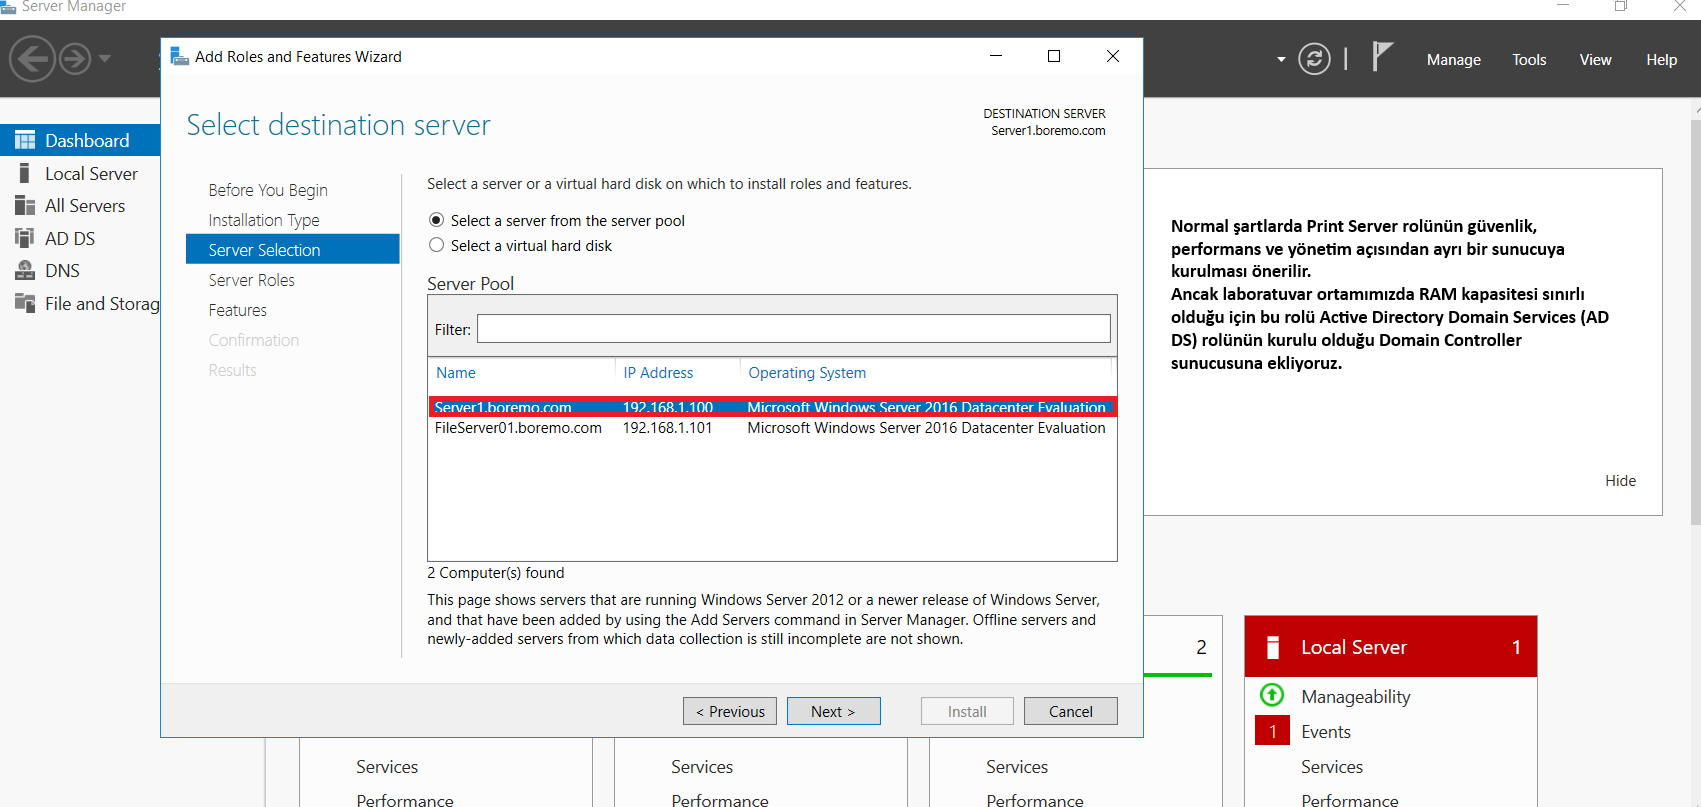 Server Manager
Manage
Tools
View
Help
Dashboard
Local Server
All Servers
AD DS
DNS
File and Storag
Add Roles and Features Wizard
Select destination server
DESTINATION SERVER
Server1.boremo.com
Before You Begin
Installation Type
Server Selection
Server Roles
Features
Confirmation
Results
Select a server or a virtual hard disk on which to install roles and features.
Select a server from the server pool
Select a virtual hard disk
Server Pool
Filter:
Name IP Address Operating System
Server1.boremo.com 192.168.1.100 Microsoft Windows Server 2016 Datacenter Evaluation
FileServer01.boremo.com 192.168.1.101 Microsoft Windows Server 2016 Datacenter Evaluation
2 Computer(s) found
This page shows servers that are running Windows Server 2012 or a newer release of Windows Server,
and that have been added by using the Add Servers command in Server Manager. Offline servers and
newly-added servers from which data collection is still incomplete are not shown.
< Previous
Next >
Install
Cancel
Normal şartlarda Print Server rolünün güvenlik,
performans ve yönetim açısından ayrı bir sunucuya
kurulması önerilir.
Ancak laboratuvar ortamımızda RAM kapasitesi sınırlı
olduğu için bu rolü Active Directory Domain Services (AD
DS) rolünün kurulu olduğu Domain Controller
sunucusuna ekliyoruz.
Hide
2
Local Server 1
Manageability
1 Events
Services
Performance
Services
Performance
Services
Performance
Services
Performance